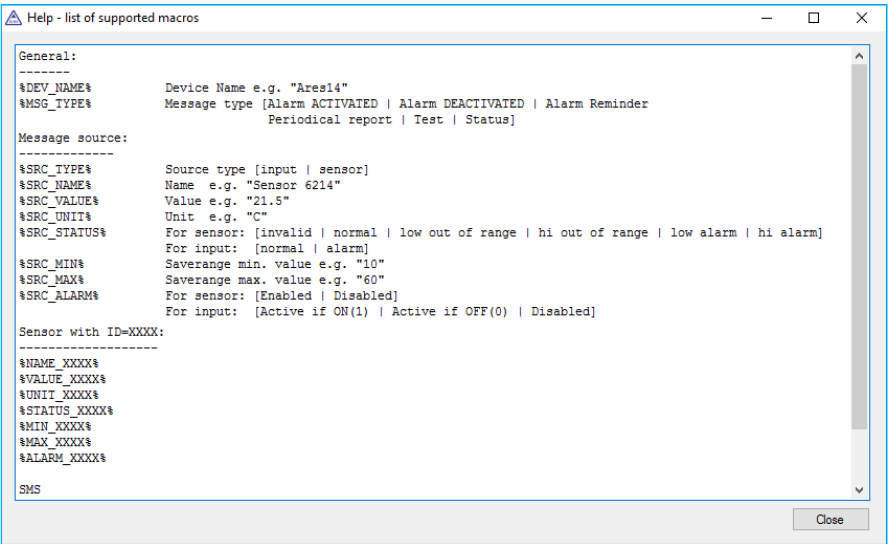 Help - list of supported macros
General:
-------
%DEV_NAME% Device Name e.g. "Ares14"
%MSG_TYPE% Message type [Alarm ACTIVATED | Alarm DEACTIVATED | Alarm Reminder
Periodical report | Test | Status]
Message source:
-------------
%SRC_TYPE% Source type [input | sensor]
%SRC_NAME% Name e.g. "Sensor 6214"
%SRC_VALUE% Value e.g. "21.5"
%SRC_UNIT% Unit e.g. "C"
%SRC_STATUS% For sensor: [invalid | normal | low out of range | hi out of range | low alarm | hi alarm]
For input: [normal | alarm]
%SRC_MIN% Saverange min. value e.g. "10"
%SRC_MAX% Saverange max. value e.g. "60"
%SRC_ALARM% For sensor: [Enabled | Disabled]
For input: [Active if ON(1) | Active if OFF(0) | Disabled]
Sensor with ID=XXXX:
-------------------
%NAME_XXXX%
%VALUE_XXXX%
%UNIT_XXXX%
%STATUS_XXXX%
%MIN_XXXX%
%MAX_XXXX%
%ALARM_XXXX%
SMS
Close